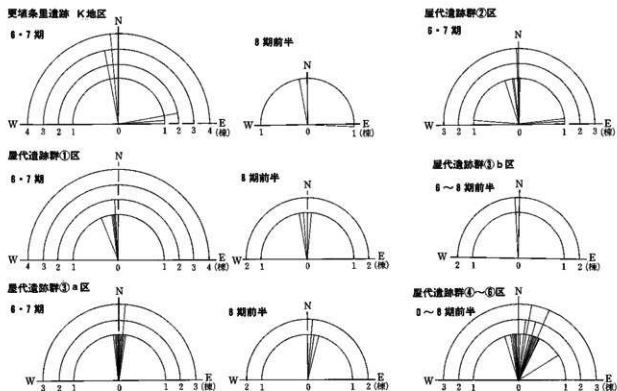 更埴条里遺跡 K地区
6・7期
N
W
E
4 3 2 1 0 1 2 3 4 (棟)
8期前半
N
W
E
1 0 1 (棟)
屋代遺跡群②区
6・7期
N
W
E
3 2 1 0 1 2 3 (棟)
屋代遺跡群①区
6・7期
N
W
E
4 3 2 1 0 1 2 3 4 (棟)
8期前半
N
W
E
2 1 0 1 2 (棟)
屋代遺跡群③b区
6〜8期前半
N
W
E
2 1 0 1 2 (棟)
屋代遺跡群③a区
6・7期
N
W
E
3 2 1 0 1 2 3 (棟)
8期前半
N
W
E
2 1 0 1 2 (棟)
屋代遺跡群④〜⑥区
0〜8期前半
N
W
E
3 2 1 0 1 2 3 (棟)